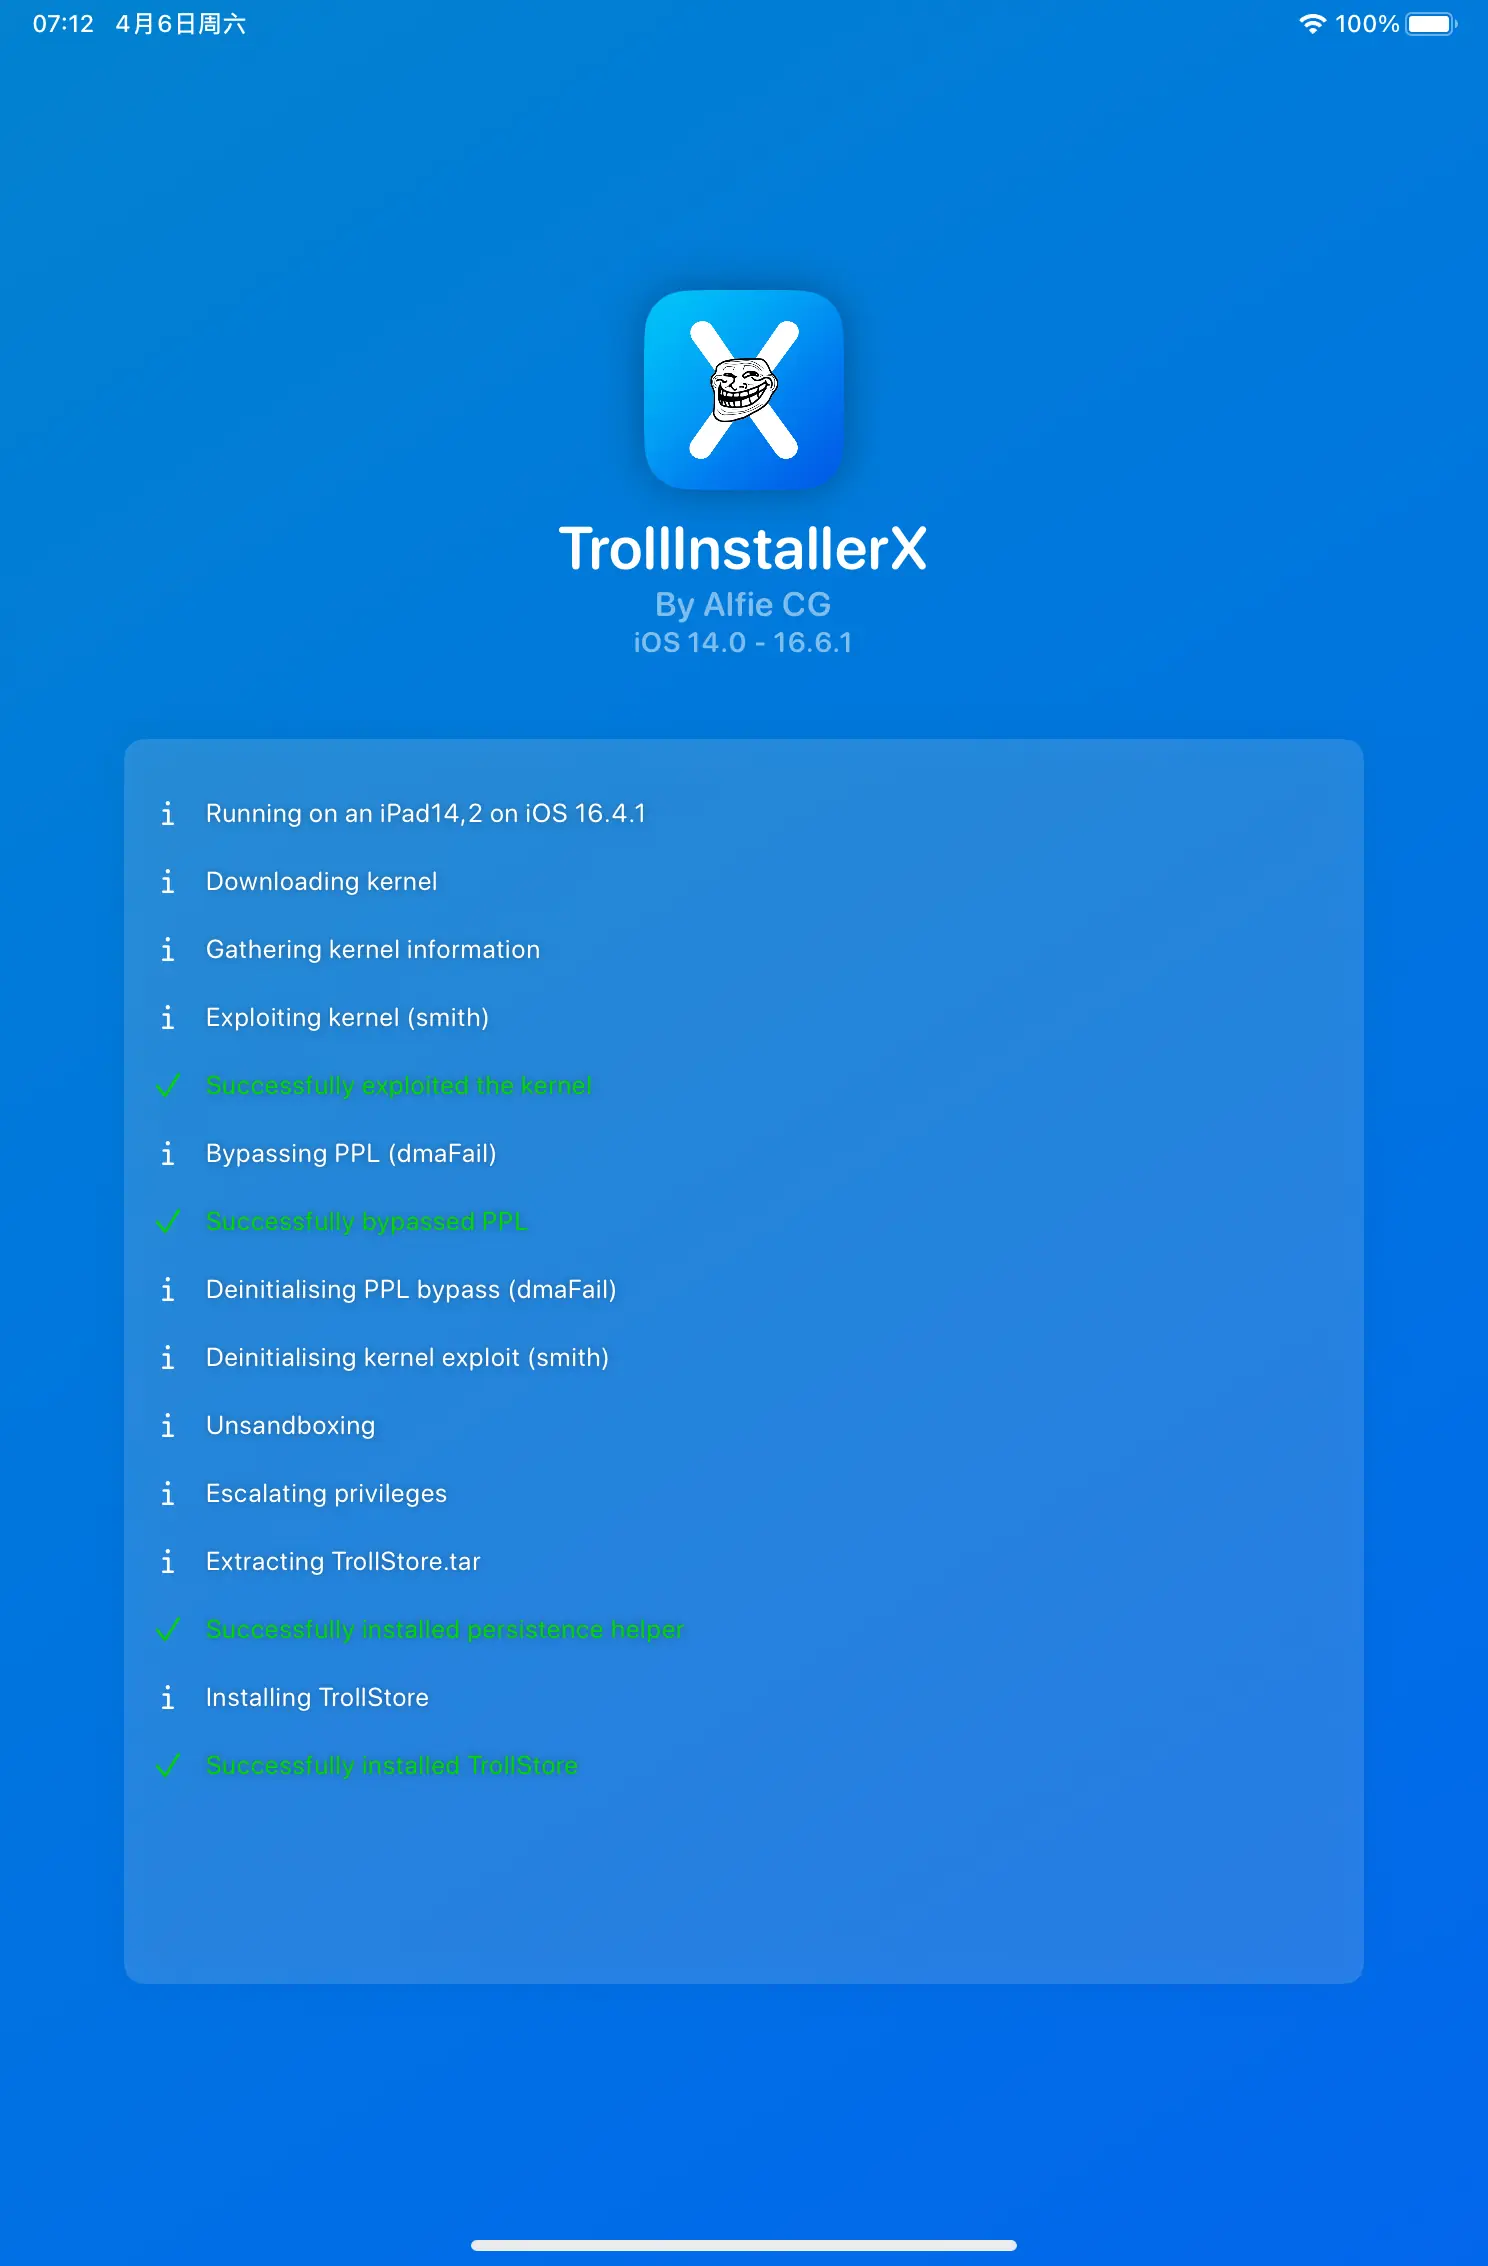 07:12 4月6日周六 100%
TrollInstallerX
By Alfie CG
iOS 14.0 - 16.6.1
Running on an iPad14,2 on iOS 16.4.1
Downloading kernel
Gathering kernel information
Exploiting kernel (smith)
Successfully exploited the kernel
Bypassing PPL (dmaFail)
Successfully bypassed PPL
Deinitialising PPL bypass (dmaFail)
Deinitialising kernel exploit (smith)
Unsandboxing
Escalating privileges
Extracting TrollStore.tar
Successfully installed persistence helper
Installing TrollStore
Successfully installed TrollStore